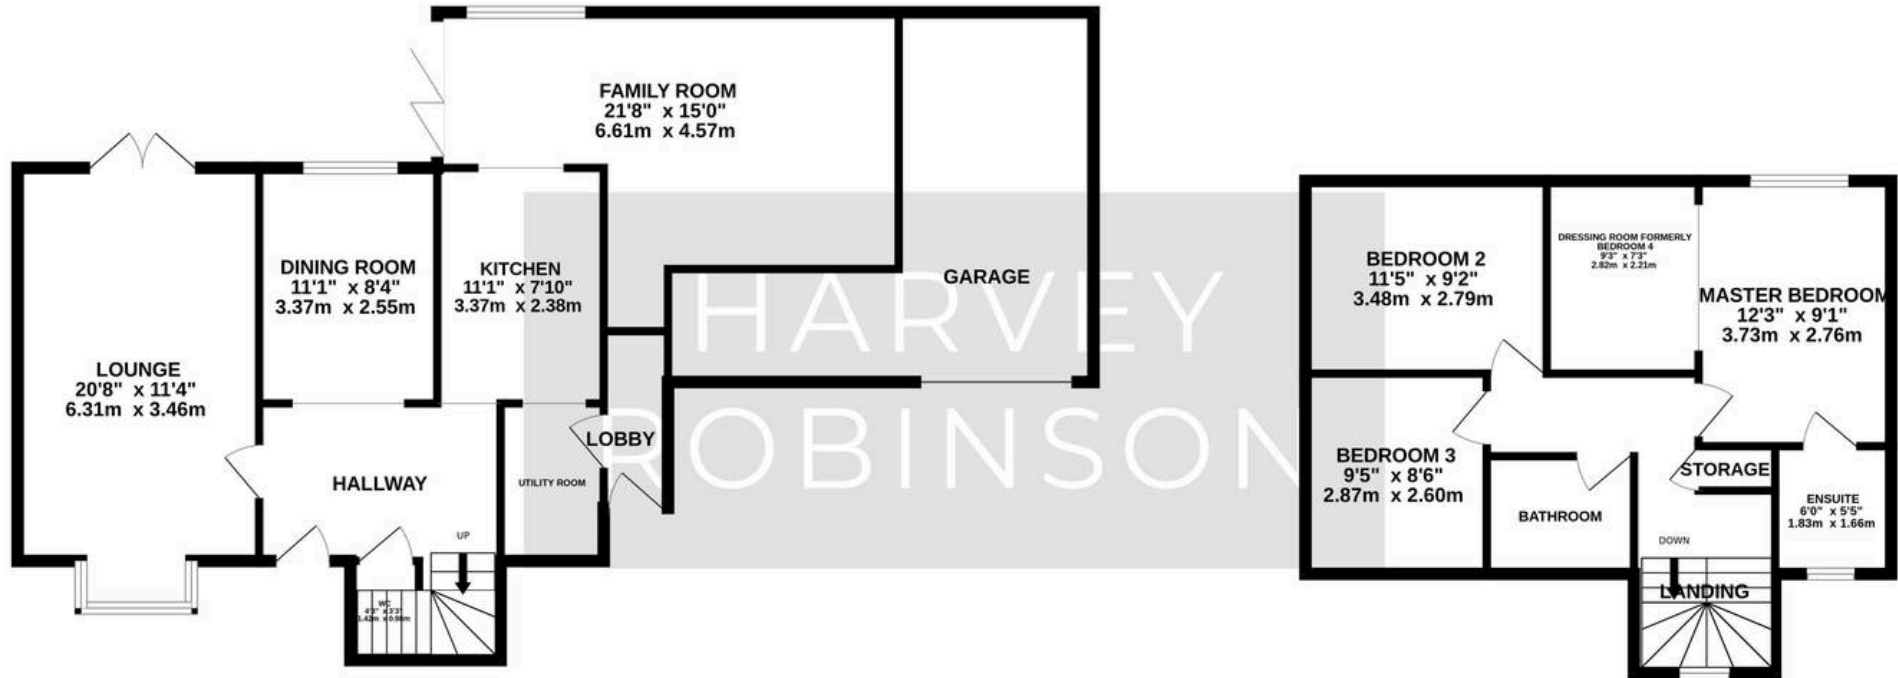 FAMILY ROOM
21'8" x 15'0"
6.61m x 4.57m
DINING ROOM
11'1" x 8'4"
3.37m x 2.55m
KITCHEN
11'1" x 7'10"
3.37m x 2.38m
GARAGE
LOUNGE
20'8" x 11'4"
6.31m x 3.46m
HALLWAY
LOBBY
UTILITY ROOM
UP
WC
HARVEY
ROBINSON
BEDROOM 2
11'5" x 9'2"
3.48m x 2.79m
DRESSING ROOM FORMERLY
BEDROOM 4
9'3" x 7'3"
2.82m x 2.21m
MASTER BEDROOM
12'3" x 9'1"
3.73m x 2.76m
BEDROOM 3
9'5" x 8'6"
2.87m x 2.60m
BATHROOM
STORAGE
ENSUITE
6'0" x 5'5"
1.83m x 1.66m
DOWN
LANDING